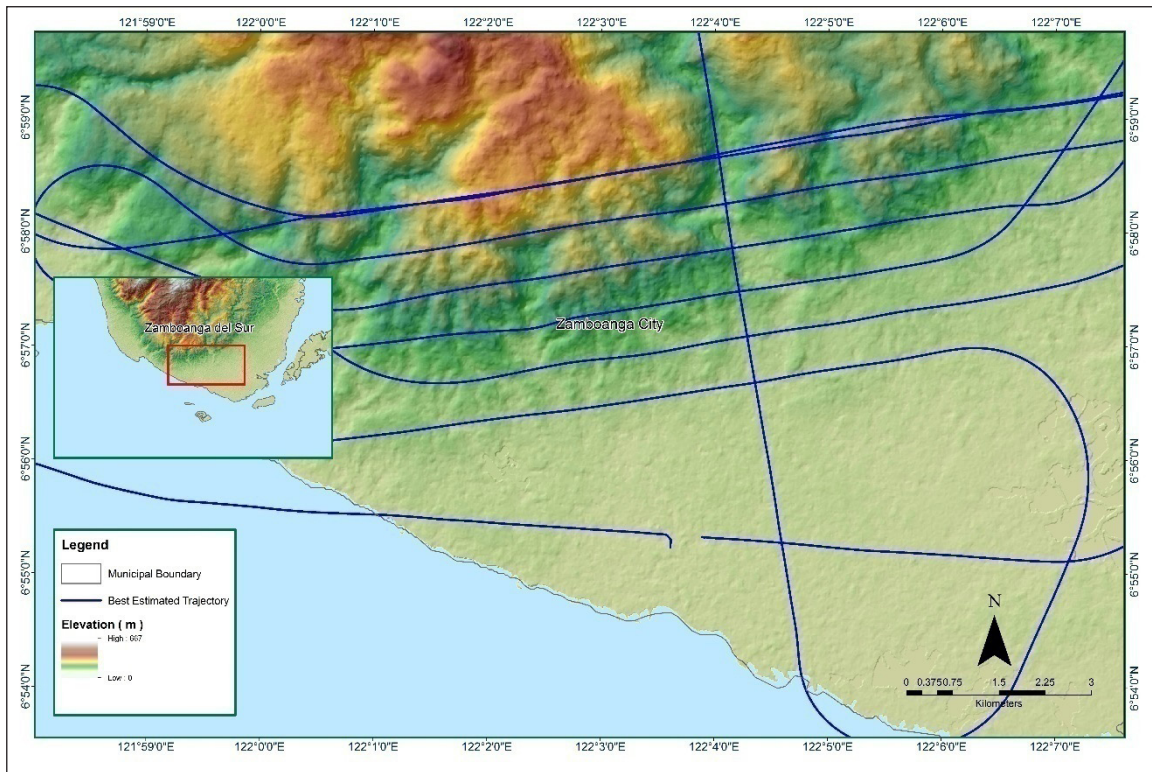 121°59'0"E 122°0'0"E 122°1'0"E 122°2'0"E 122°3'0"E 122°4'0"E 122°5'0"E 122°6'0"E 122°7'0"E
6°59'0"N 6°59'0"N
6°58'0"N 6°58'0"N
Zamboanga del Sur
Zamboanga City
6°57'0"N 6°57'0"N
6°56'0"N 6°56'0"N
Legend
Municipal Boundary
Best Estimated Trajectory
Elevation ( m )
High : 667
Low : 0
6°55'0"N 6°55'0"N
N
6°54'0"N 6°54'0"N
0 0.375 0.75 1.5 2.25 3
Kilometers
121°59'0"E 122°0'0"E 122°1'0"E 122°2'0"E 122°3'0"E 122°4'0"E 122°5'0"E 122°6'0"E 122°7'0"E